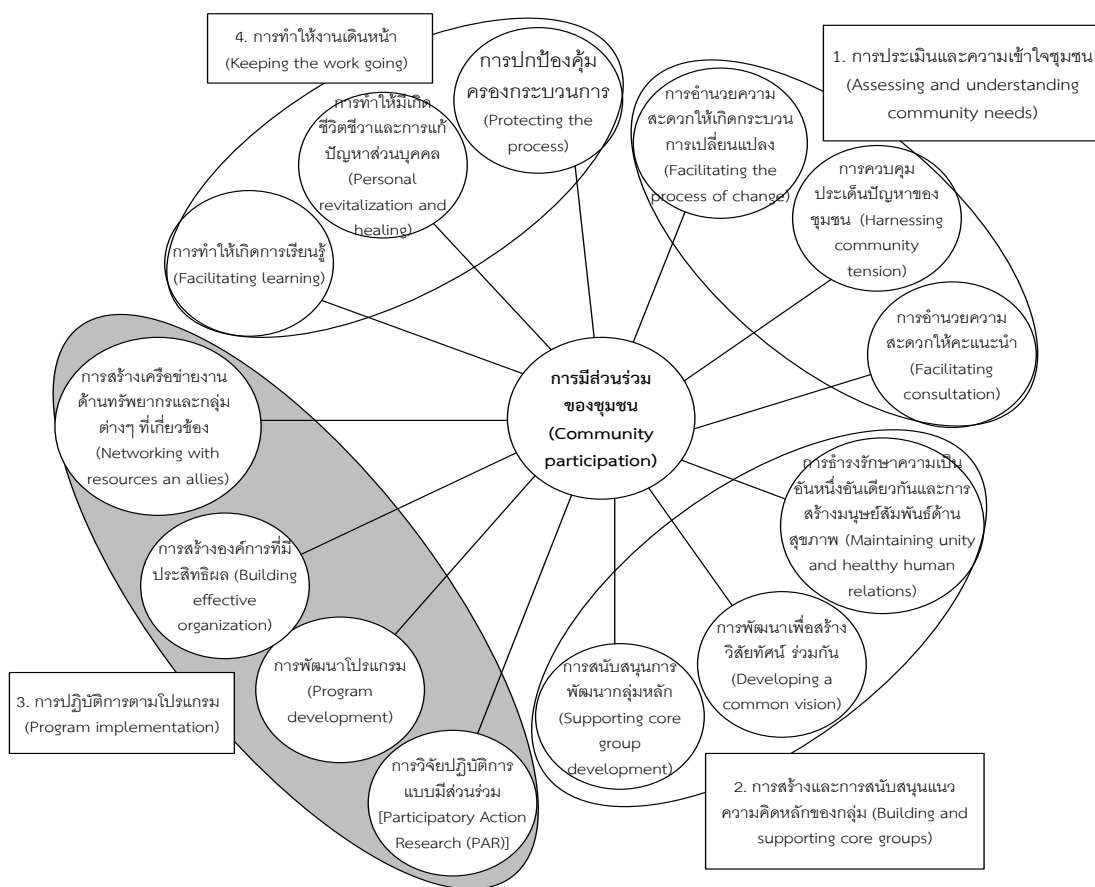 4. การทำให้งานเดินหน้า
(Keeping the work going)
การปกป้องคุ้ม
ครองกระบวนการ
(Protecting the
process)
การทำให้มีเกิด
ชีวิตชีวาและการแก้
ปัญหาส่วนบุคคล
(Personal
revitalization and
healing)
การทำให้เกิดการเรียนรู้
(Facilitating learning)
1. การประเมินและความเข้าใจชุมชน
(Assessing and understanding
community needs)
การอำนวยความ
สะดวกให้เกิดกระบวน
การเปลี่ยนแปลง
(Facilitating the
process of change)
การควบคุม
ประเด็นปัญหาของ
ชุมชน (Harnessing
community
tension)
การอำนวยความ
สะดวกให้คะแนะนำ
(Facilitating
consultation)
การมีส่วนร่วม
ของชุมชน
(Community
participation)
การสร้างเครือข่ายงาน
ด้านทรัพยากรและกลุ่ม
ต่างๆ ที่เกี่ยวข้อง
(Networking with
resources an allies)
การสร้างองค์การที่มี
ประสิทธิผล (Building
effective
organization)
การพัฒนาโปรแกรม
(Program
development)
การวิจัยปฏิบัติการ
แบบมีส่วนร่วม
[Participatory Action
Research (PAR)]
3. การปฏิบัติการตามโปรแกรม
(Program implementation)
การธำรงรักษาความเป็น
อันหนึ่งอันเดียวกันและการ
สร้างมนุษย์สัมพันธ์ด้าน
สุขภาพ (Maintaining unity
and healthy human
relations)
การพัฒนาเพื่อสร้าง
วิสัยทัศน์ ร่วมกัน
(Developing a
common vision)
การสนับสนุนการ
พัฒนากลุ่มหลัก
(Supporting core
group
development)
2. การสร้างและการสนับสนุนแนว
ความคิดหลักของกลุ่ม (Building and
supporting core groups)